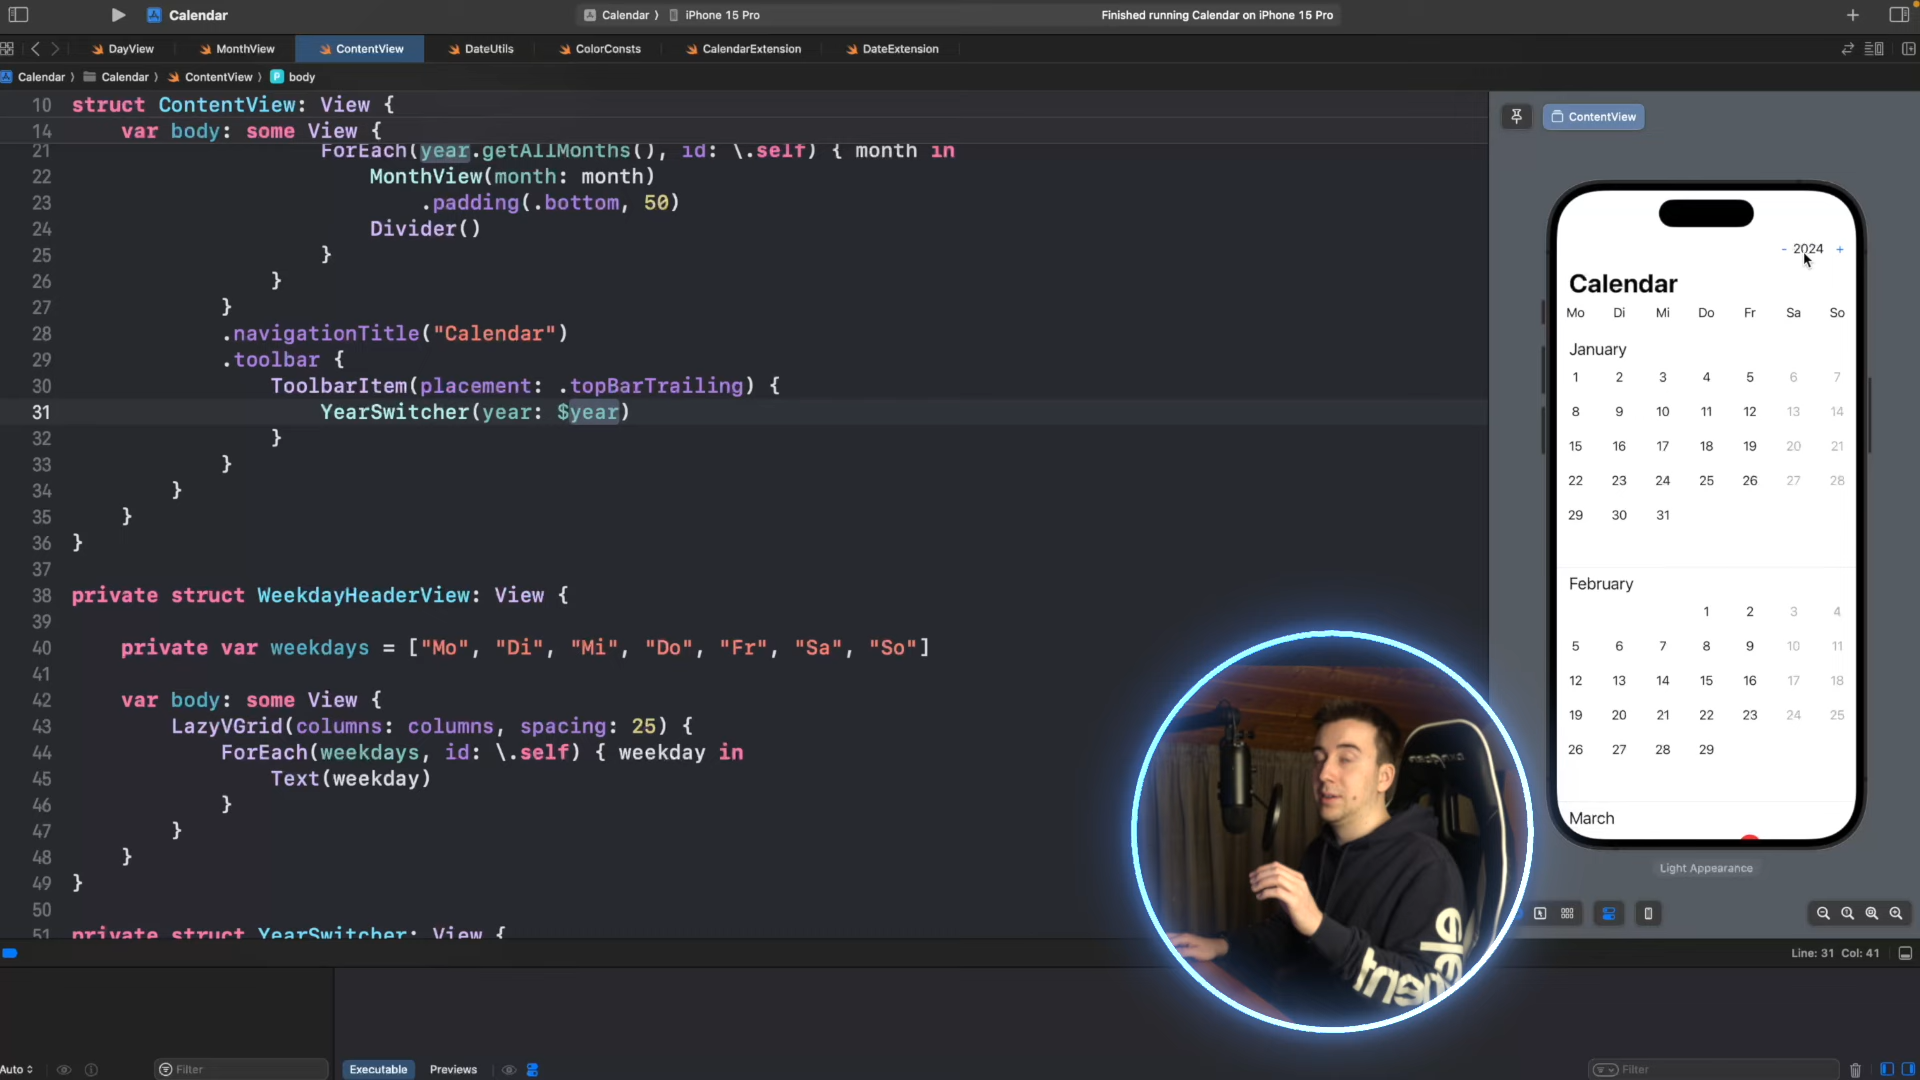 Calendar
Calendar ⟩ iPhone 15 Pro
Finished running Calendar on iPhone 15 Pro
DayView
MonthView
ContentView
DateUtils
ColorConsts
CalendarExtension
DateExtension
Calendar ⟩ Calendar ⟩ ContentView ⟩ P body
10 struct ContentView: View {
14 var body: some View {
21 ForEach(year.getAllMonths(), id: \.self) { month in
22 MonthView(month: month)
23 .padding(.bottom, 50)
24 Divider()
25 }
26 }
27 }
28 .navigationTitle("Calendar")
29 .toolbar {
30 ToolbarItem(placement: .topBarTrailing) {
31 YearSwitcher(year: $year)
32 }
33 }
34 }
35 }
36 }
37
38 private struct WeekdayHeaderView: View {
39
40 private var weekdays = ["Mo", "Di", "Mi", "Do", "Fr", "Sa", "So"]
41
42 var body: some View {
43 LazyVGrid(columns: columns, spacing: 25) {
44 ForEach(weekdays, id: \.self) { weekday in
45 Text(weekday)
46 }
47 }
48 }
49 }
50
51 private struct YearSwitcher: View {
ContentView
- 2024 +
Calendar
Mo Di Mi Do Fr Sa So
January
1 2 3 4 5 6 7
8 9 10 11 12 13 14
15 16 17 18 19 20 21
22 23 24 25 26 27 28
29 30 31
February
1 2 3 4
5 6 7 8 9 10 11
12 13 14 15 16 17 18
19 20 21 22 23 24 25
26 27 28 29
March
Light Appearance
Line: 31 Col: 41
Auto
Filter
Executable
Previews
Filter